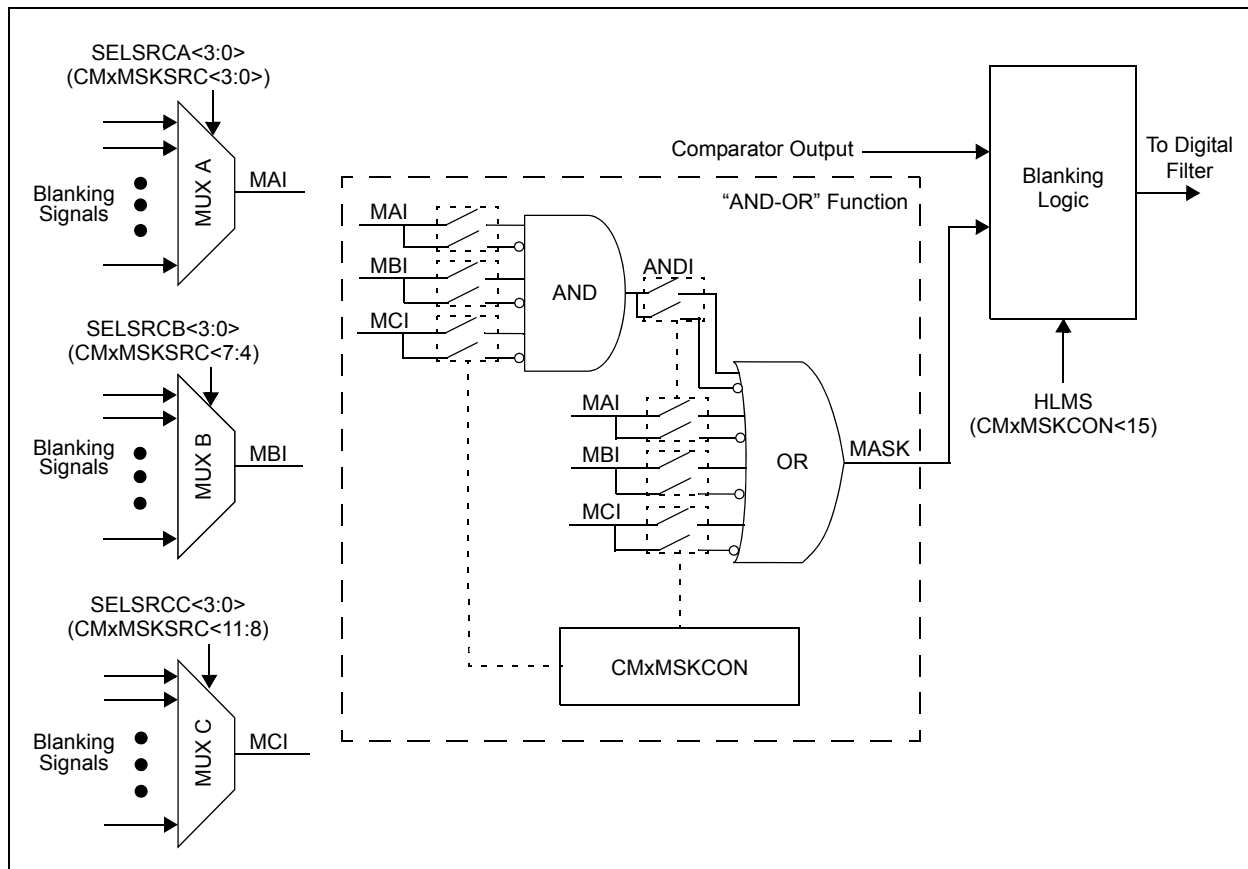 SELSRCA<3:0>
(CMxMSKSRC<3:0>)
Blanking
Signals
MUX A
MAI
SELSRCB<3:0>
(CMxMSKSRC<7:4)
Blanking
Signals
MUX B
MBI
SELSRCC<3:0>
(CMxMSKSRC<11:8)
Blanking
Signals
MUX C
MCI
Comparator Output
“AND-OR” Function
MAI
MBI
MCI
AND
ANDI
MAI
MBI
MCI
OR
MASK
CMxMSKCON
Blanking
Logic
To Digital
Filter
HLMS
(CMxMSKCON<15)